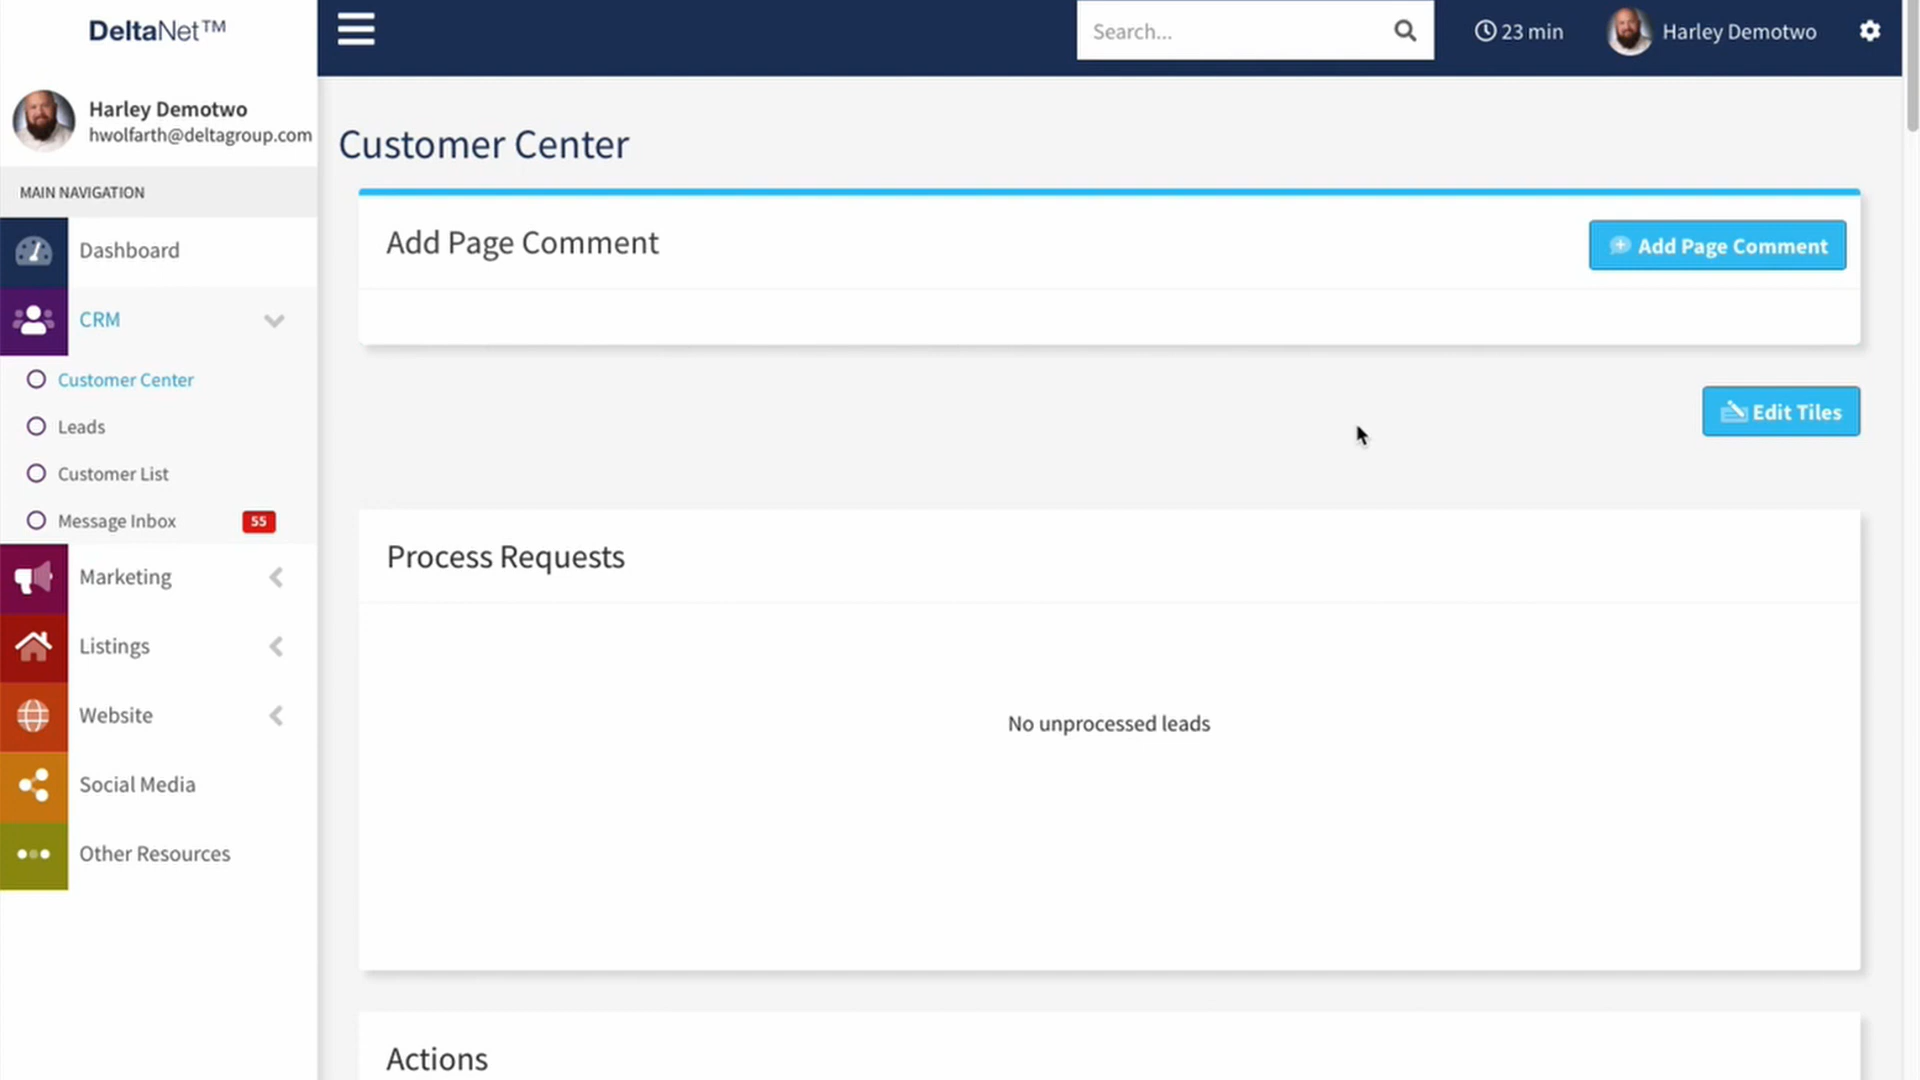 DeltaNet™
Search...
23 min
Harley Demotwo
Harley Demotwo
hwolfarth@deltagroup.com
MAIN NAVIGATION
Dashboard
CRM
Customer Center
Leads
Customer List
Message Inbox 55
Marketing
Listings
Website
Social Media
Other Resources
Customer Center
Add Page Comment
Add Page Comment
Edit Tiles
Process Requests
No unprocessed leads
Actions